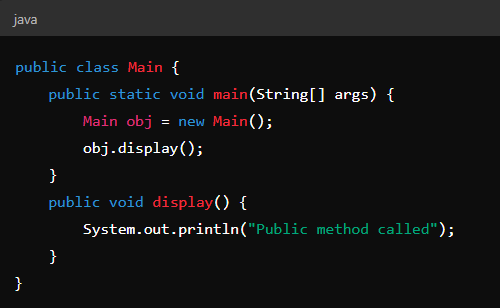 java
public class Main {
    public static void main(String[] args) {
        Main obj = new Main();
        obj.display();
    }
    public void display() {
        System.out.println("Public method called");
    }
}